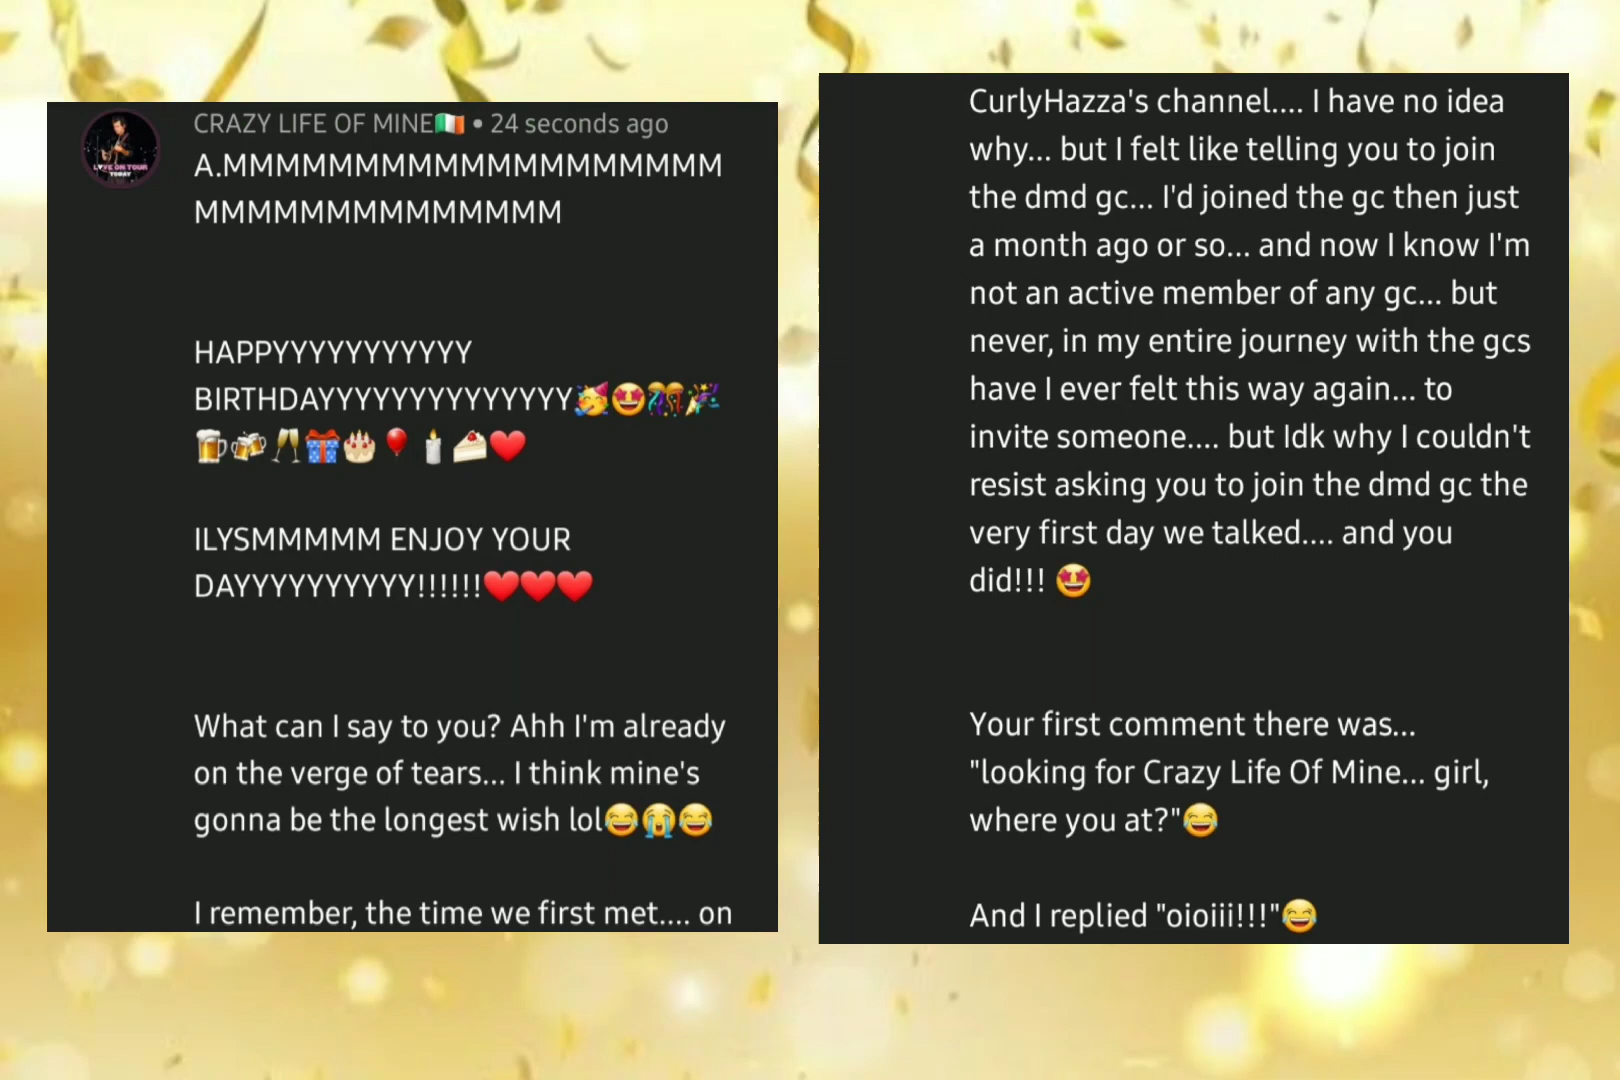 CRAZY LIFE OF MINE🇮🇪 • 24 seconds ago
A.MMMMMMMMMMMMMMMMMMM
MMMMMMMMMMMMMM
HAPPYYYYYYYYYYY
BIRTHDAYYYYYYYYYYYYYY🥳🤩🎊🎉
🍺🍻🥂🎁🎂🎈🕯️🍰❤️
ILYSMMMMM ENJOY YOUR
DAYYYYYYYYYY!!!!!!❤️❤️❤️
What can I say to you? Ahh I'm already
on the verge of tears... I think mine's
gonna be the longest wish lol😂😭😂
I remember, the time we first met.... on
CurlyHazza's channel.... I have no idea
why... but I felt like telling you to join
the dmd gc... I'd joined the gc then just
a month ago or so... and now I know I'm
not an active member of any gc... but
never, in my entire journey with the gcs
have I ever felt this way again... to
invite someone.... but Idk why I couldn't
resist asking you to join the dmd gc the
very first day we talked.... and you
did!!! 🤩
Your first comment there was...
"looking for Crazy Life Of Mine... girl,
where you at?"😂
And I replied "oioiii!!!"😂
LOVE ON TOUR
TODAY